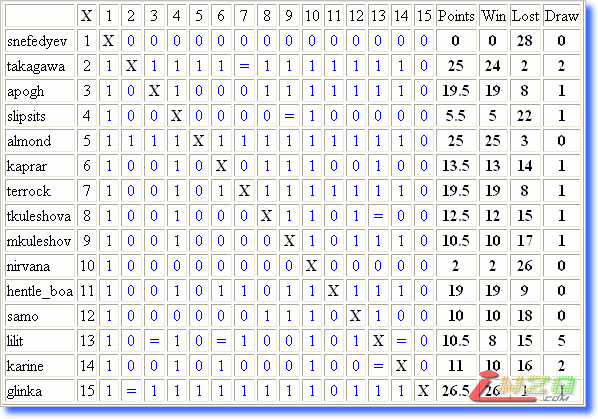 X 1 2 3 4 5 6 7 8 9 10 11 12 13 14 15 Points Win Lost Draw
snefedyev 1 X 0 0 0 0 0 0 0 0 0 0 0 0 0 0 0 0 28 0
takagawa 2 1 X 1 1 1 1 = 1 1 1 1 1 1 1 0 25 24 2 2
apogh 3 1 0 X 1 0 0 0 1 1 1 1 1 1 1 0 19.5 19 8 1
slipsits 4 1 0 0 X 0 0 0 0 = 1 0 0 0 0 0 5.5 5 22 1
almond 5 1 1 1 1 X 1 1 1 1 1 1 1 1 1 0 25 25 3 0
kaprar 6 1 0 0 1 0 X 0 1 1 0 0 1 0 1 0 13.5 13 14 1
terrock 7 1 0 0 1 0 1 X 1 1 1 1 1 1 1 0 19.5 19 8 1
tkuleshova 8 1 0 0 1 0 0 0 X 1 1 0 1 = 0 0 12.5 12 15 1
mkuleshov 9 1 0 0 1 0 0 0 0 X 1 0 1 1 1 0 10.5 10 17 1
nirvana 10 1 0 0 0 0 0 0 0 0 X 0 0 0 0 0 2 2 26 0
hentle_boa 11 1 0 0 1 0 1 1 0 1 1 X 1 1 1 0 19 19 9 0
samo 12 1 0 0 0 0 0 0 0 1 1 1 X 1 0 0 10 10 18 0
lilit 13 1 0 = 1 0 = 1 0 0 1 0 1 X = 0 10.5 8 15 5
karine 14 1 0 0 1 0 0 0 0 0 1 0 1 = X 0 11 10 16 2
glinka 15 1 = 1 1 1 1 1 1 1 1 1 1 1 1 X 26.5 26 1 1